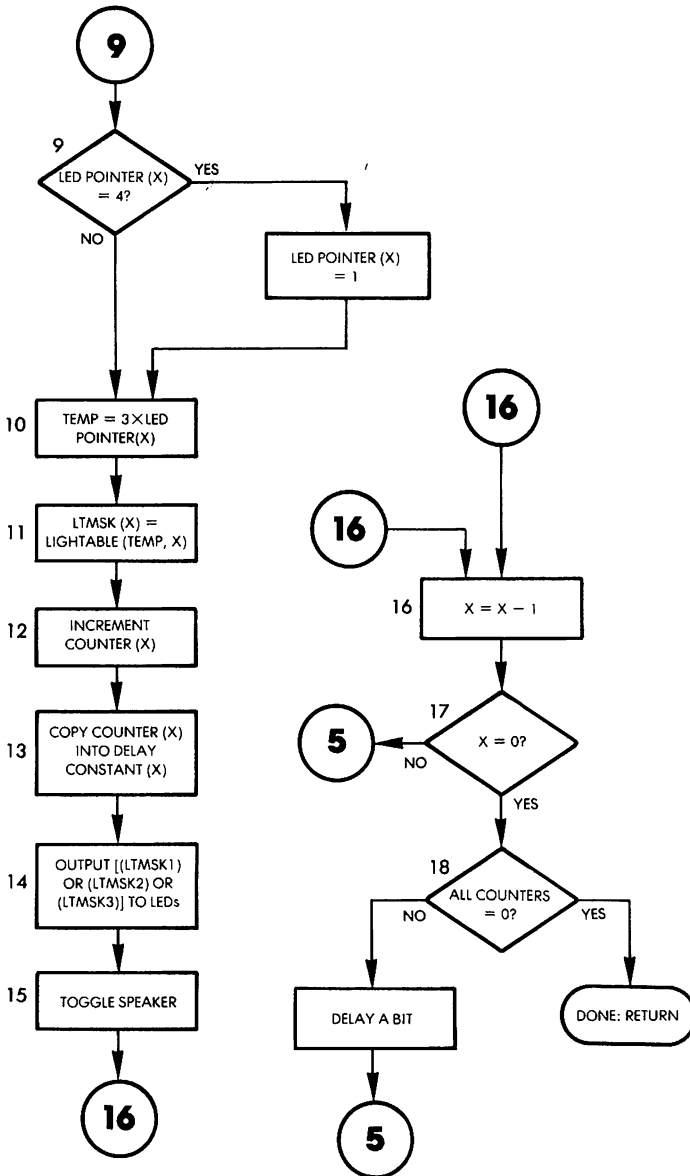 9
9
LED POINTER (X)
= 4?
YES
NO
LED POINTER (X)
= 1
10
TEMP = 3×LED
POINTER(X)
11
LTMSK (X) =
LIGHTABLE (TEMP, X)
12
INCREMENT
COUNTER (X)
13
COPY COUNTER (X)
INTO DELAY
CONSTANT (X)
14
OUTPUT [(LTMSK1)
OR (LTMSK2) OR
(LTMSK3)] TO LEDs
15
TOGGLE SPEAKER
16
16
16
16
X = X − 1
17
X = 0?
NO
5
YES
18
ALL COUNTERS
= 0?
NO
YES
DELAY A BIT
DONE: RETURN
5